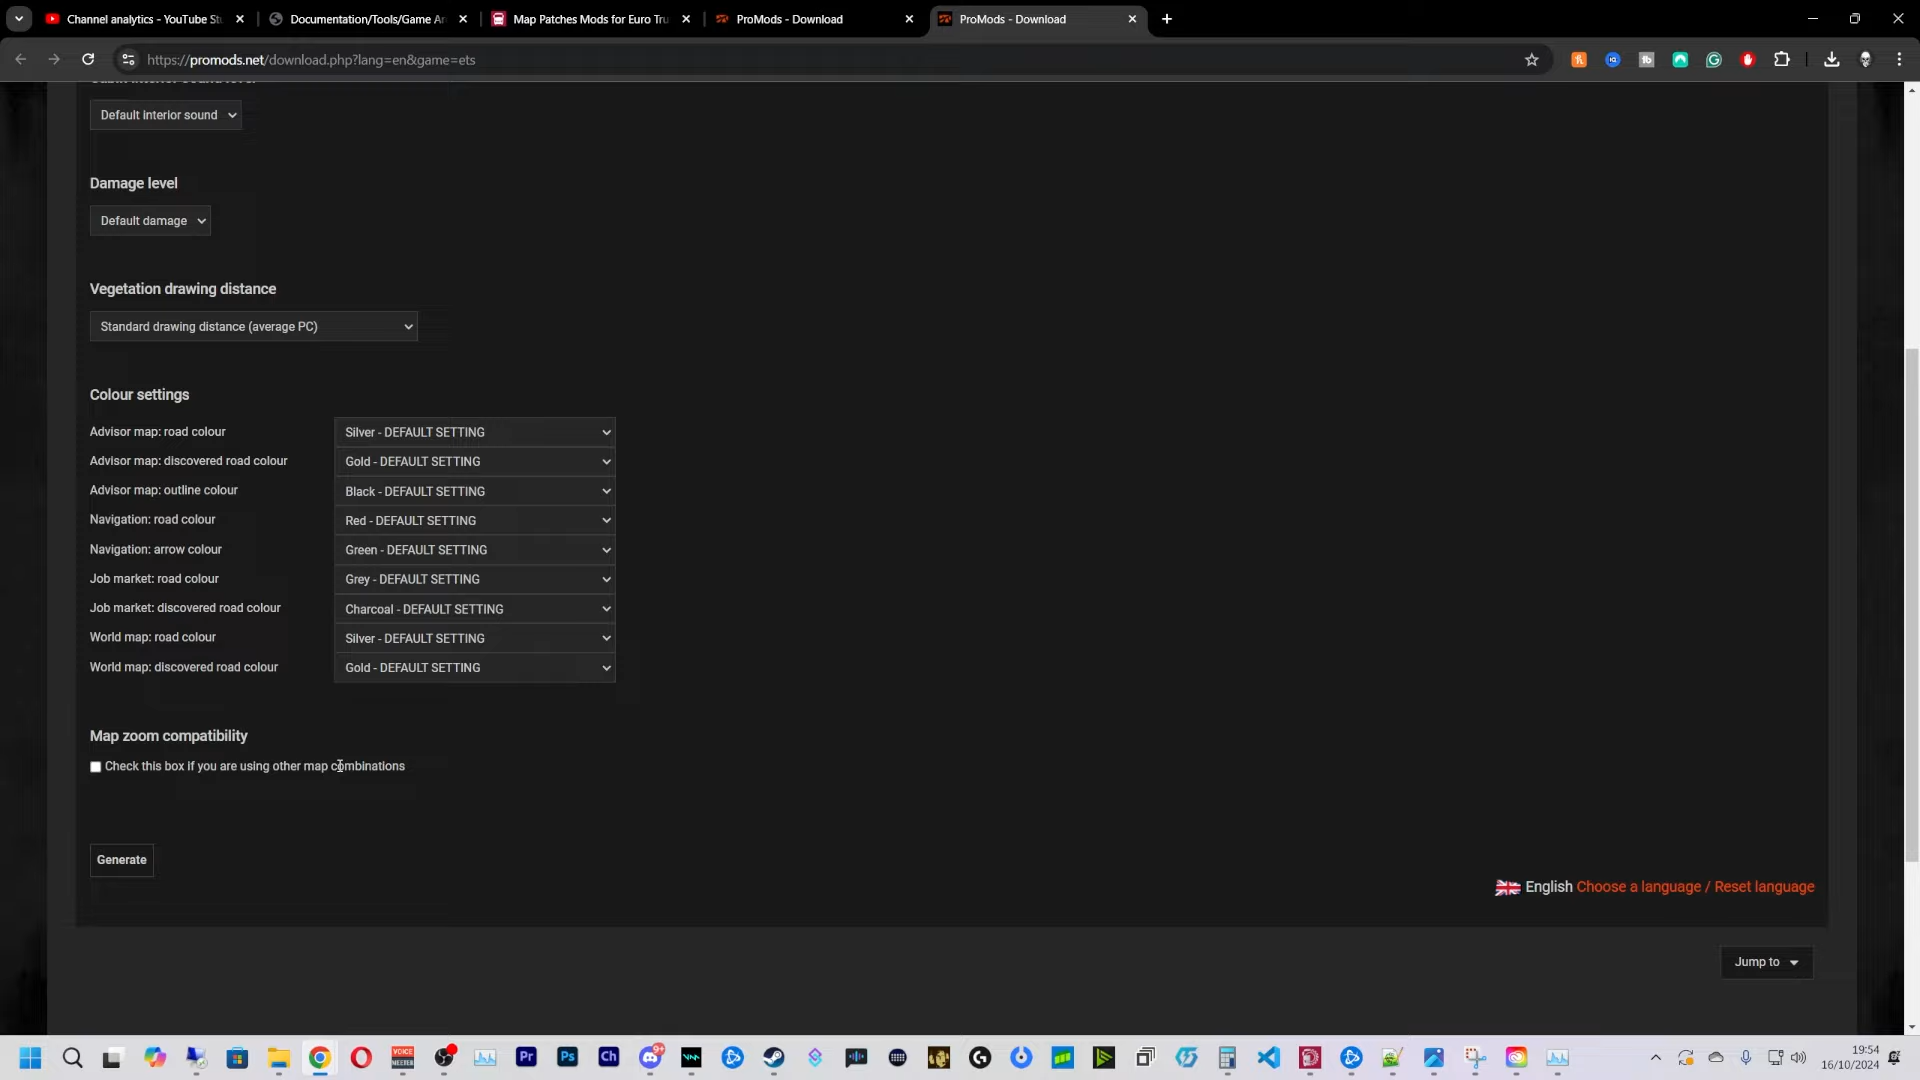 Channel analytics - YouTube St
Documentation/Tools/Game Ar
Map Patches Mods for Euro Tru
ProMods - Download
ProMods - Download
https://promods.net/download.php?lang=en&game=ets
Default interior sound
Damage level
Default damage
Vegetation drawing distance
Standard drawing distance (average PC)
Colour settings
Advisor map: road colour
Silver - DEFAULT SETTING
Advisor map: discovered road colour
Gold - DEFAULT SETTING
Advisor map: outline colour
Black - DEFAULT SETTING
Navigation: road colour
Red - DEFAULT SETTING
Navigation: arrow colour
Green - DEFAULT SETTING
Job market: road colour
Grey - DEFAULT SETTING
Job market: discovered road colour
Charcoal - DEFAULT SETTING
World map: road colour
Silver - DEFAULT SETTING
World map: discovered road colour
Gold - DEFAULT SETTING
Map zoom compatibility
Check this box if you are using other map combinations
Generate
English Choose a language / Reset language
Jump to
19:54
16/10/2024